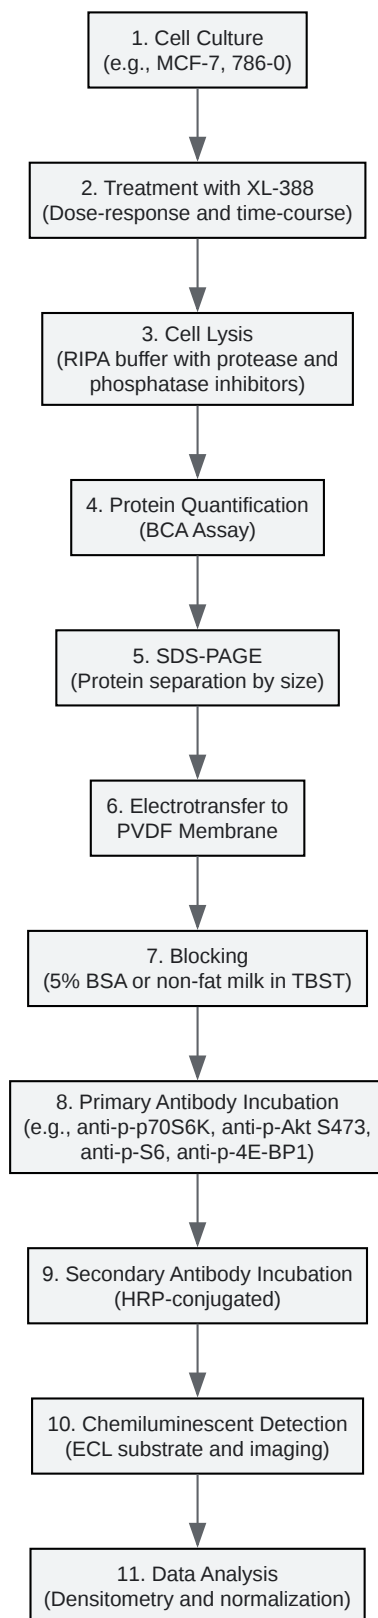 1. Cell Culture
(e.g., MCF-7, 786-0)
2. Treatment with XL-388
(Dose-response and time-course)
3. Cell Lysis
(RIPA buffer with protease and
phosphatase inhibitors)
4. Protein Quantification
(BCA Assay)
5. SDS-PAGE
(Protein separation by size)
6. Electrotransfer to
PVDF Membrane
7. Blocking
(5% BSA or non-fat milk in TBST)
8. Primary Antibody Incubation
(e.g., anti-p-p70S6K, anti-p-Akt S473,
anti-p-S6, anti-p-4E-BP1)
9. Secondary Antibody Incubation
(HRP-conjugated)
10. Chemiluminescent Detection
(ECL substrate and imaging)
11. Data Analysis
(Densitometry and normalization)